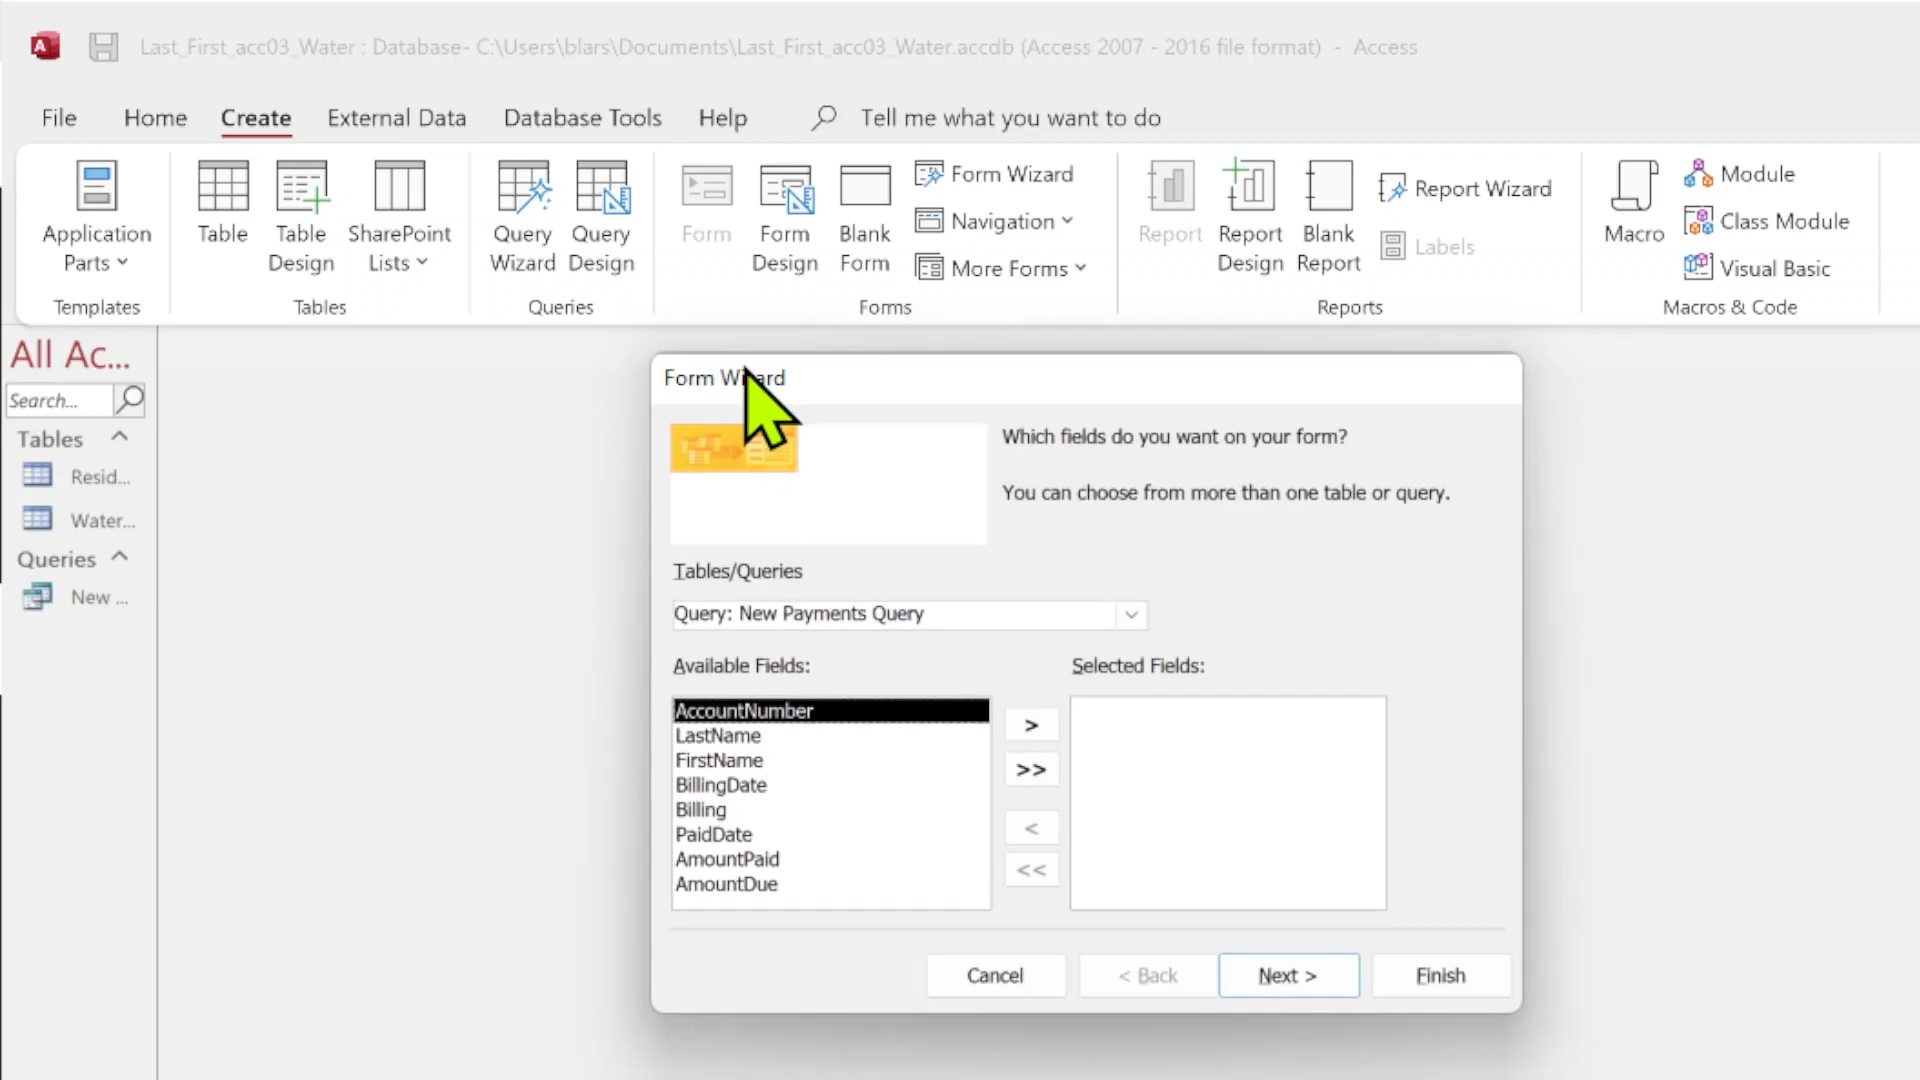 Last_First_acc03_Water : Database- C:\Users\blars\Documents\Last_First_acc03_Water.accdb (Access 2007 - 2016 file format) - Access
File Home Create External Data Database Tools Help Tell me what you want to do
Application Parts
Table
Table Design
SharePoint Lists
Query Wizard
Query Design
Form
Form Design
Blank Form
Form Wizard
Navigation
More Forms
Report
Report Design
Blank Report
Report Wizard
Labels
Macro
Module
Class Module
Visual Basic
Templates Tables Queries Forms Reports Macros & Code
All Ac...
Search...
Tables
Resid...
Water...
Queries
New ...
Form Wizard
Which fields do you want on your form?
You can choose from more than one table or query.
Tables/Queries
Query: New Payments Query
Available Fields: Selected Fields:
AccountNumber
LastName
FirstName
BillingDate
Billing
PaidDate
AmountPaid
AmountDue
>
>>
<
<<
Cancel < Back Next > Finish